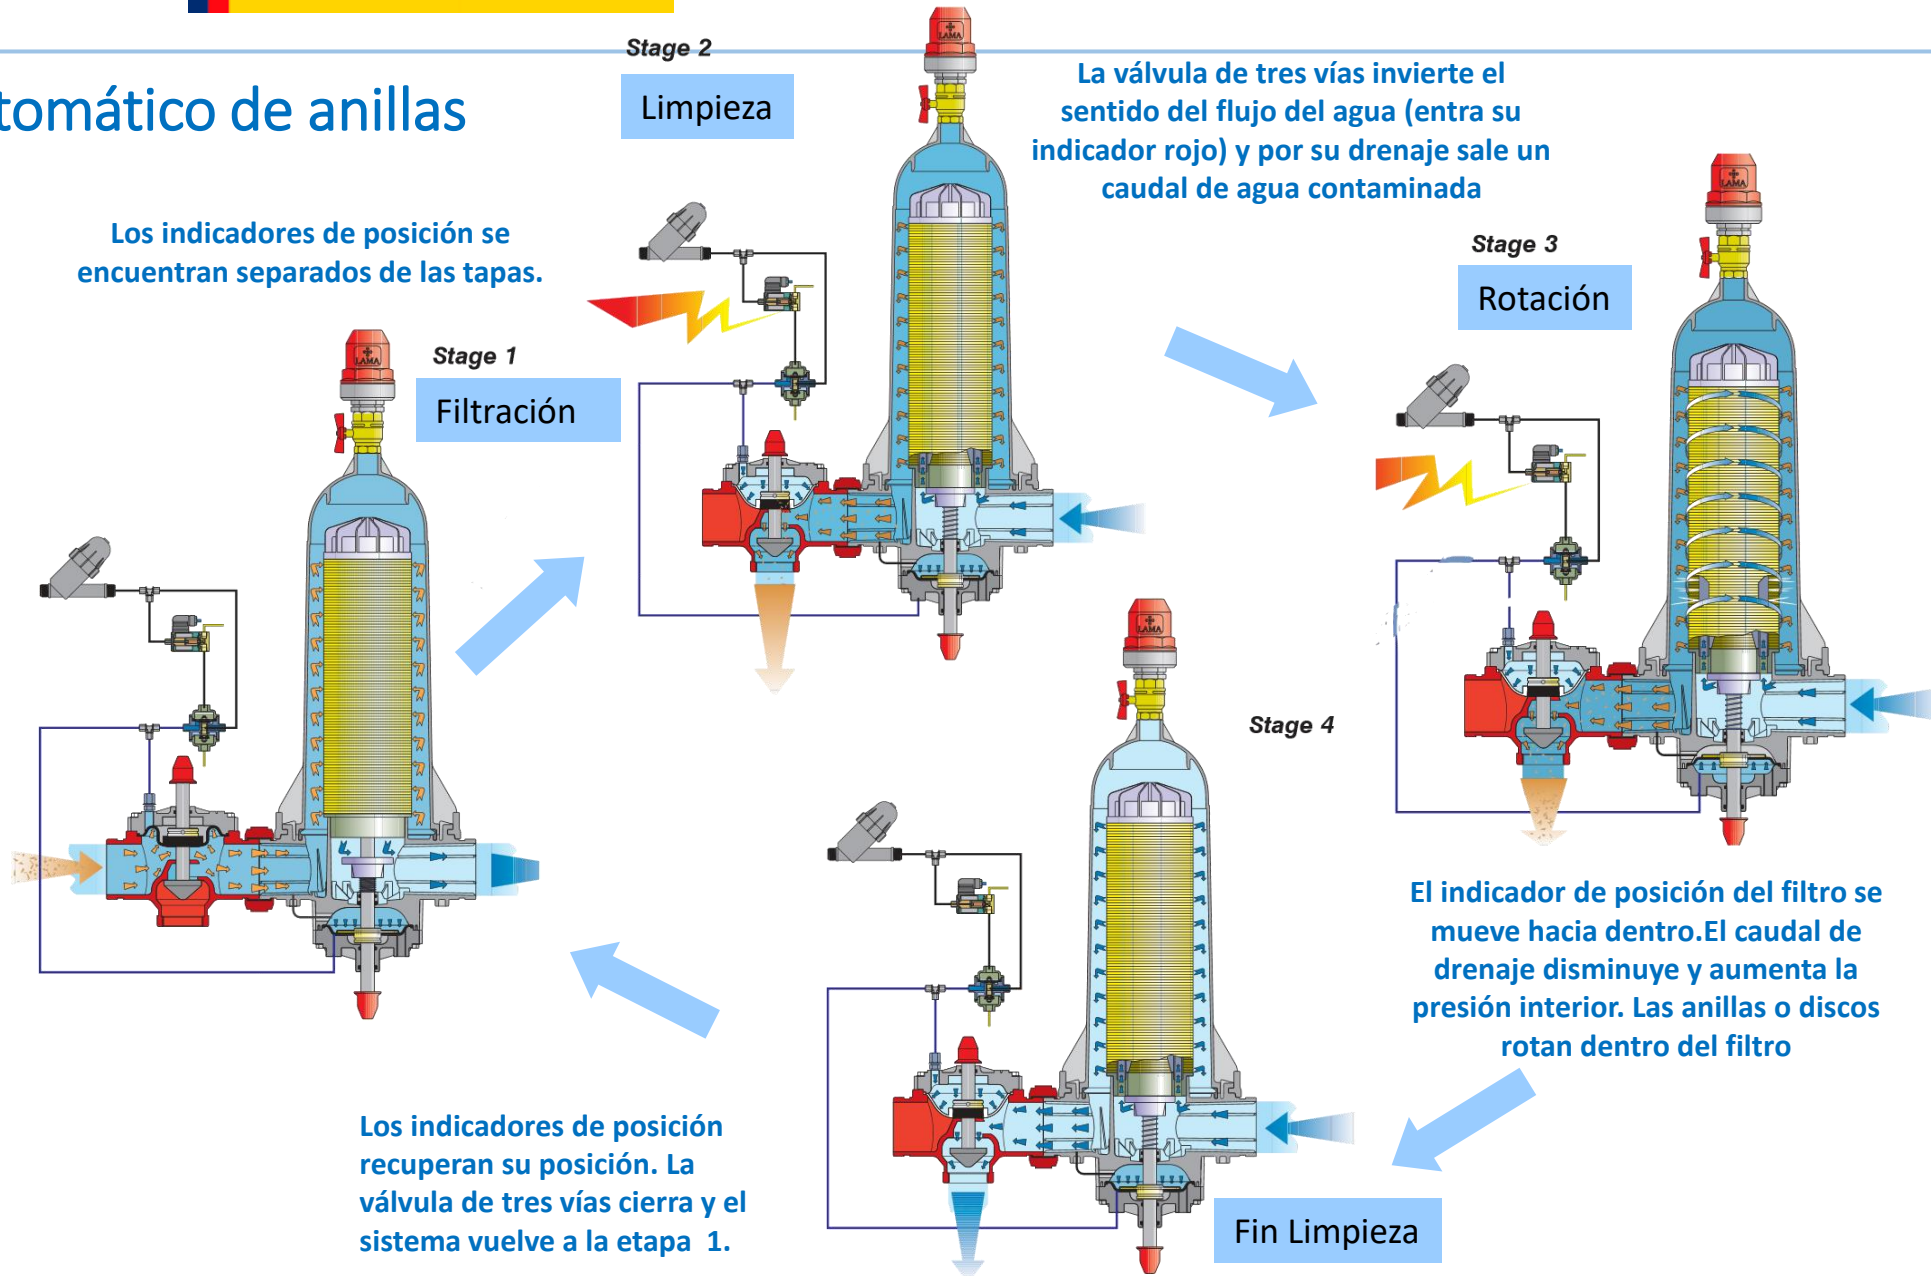 tomático de anillas
Stage 2
Limpieza
La válvula de tres vías invierte el
sentido del flujo del agua (entra su
indicador rojo) y por su drenaje sale un
caudal de agua contaminada
Los indicadores de posición se
encuentran separados de las tapas.
Stage 1
Filtración
Stage 3
Rotación
LAMA
LAMA
LAMA
LAMA
Stage 4
El indicador de posición del filtro se
mueve hacia dentro.El caudal de
drenaje disminuye y aumenta la
presión interior. Las anillas o discos
rotan dentro del filtro
Los indicadores de posición
recuperan su posición. La
válvula de tres vías cierra y el
sistema vuelve a la etapa  1.
Fin Limpieza